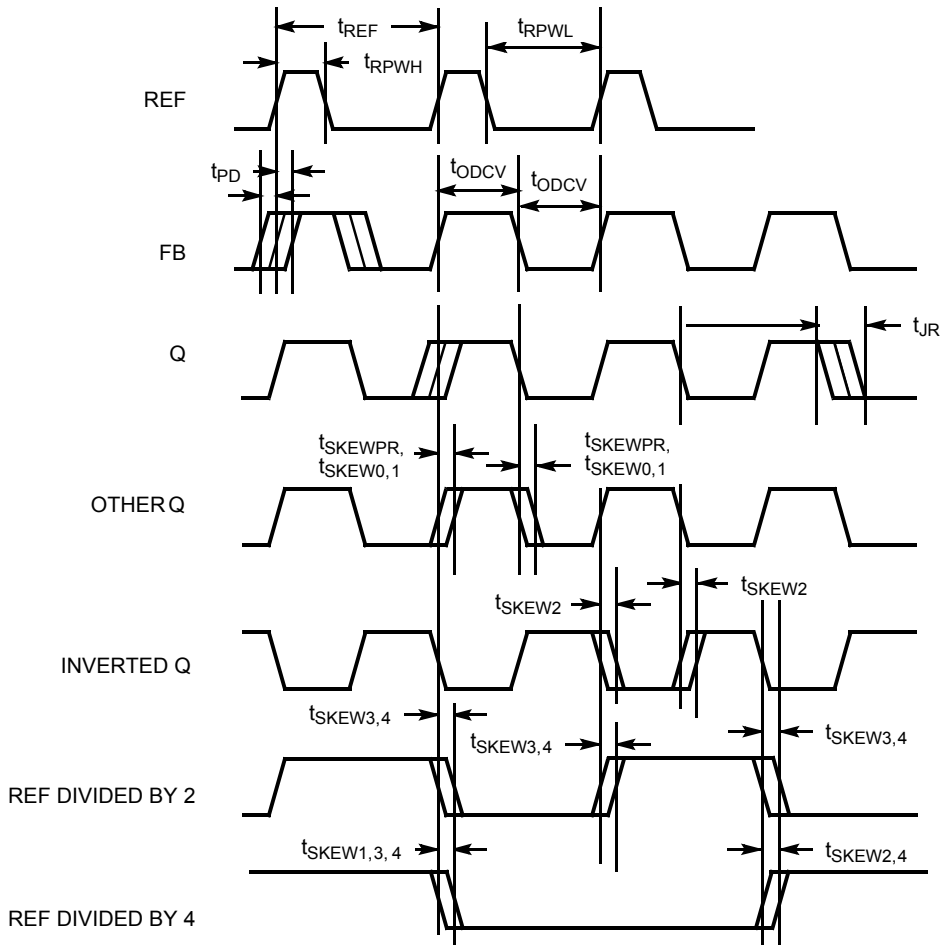 tREF
tRPWL
tRPWH
REF
tPD
tODCV
tODCV
FB
tJR
Q
tSKEWPR,
tSKEW0,1
tSKEWPR,
tSKEW0,1
OTHER Q
tSKEW2
tSKEW2
INVERTED Q
tSKEW3,4
tSKEW3,4
tSKEW3,4
REF DIVIDED BY 2
tSKEW1,3, 4
tSKEW2,4
REF DIVIDED BY 4